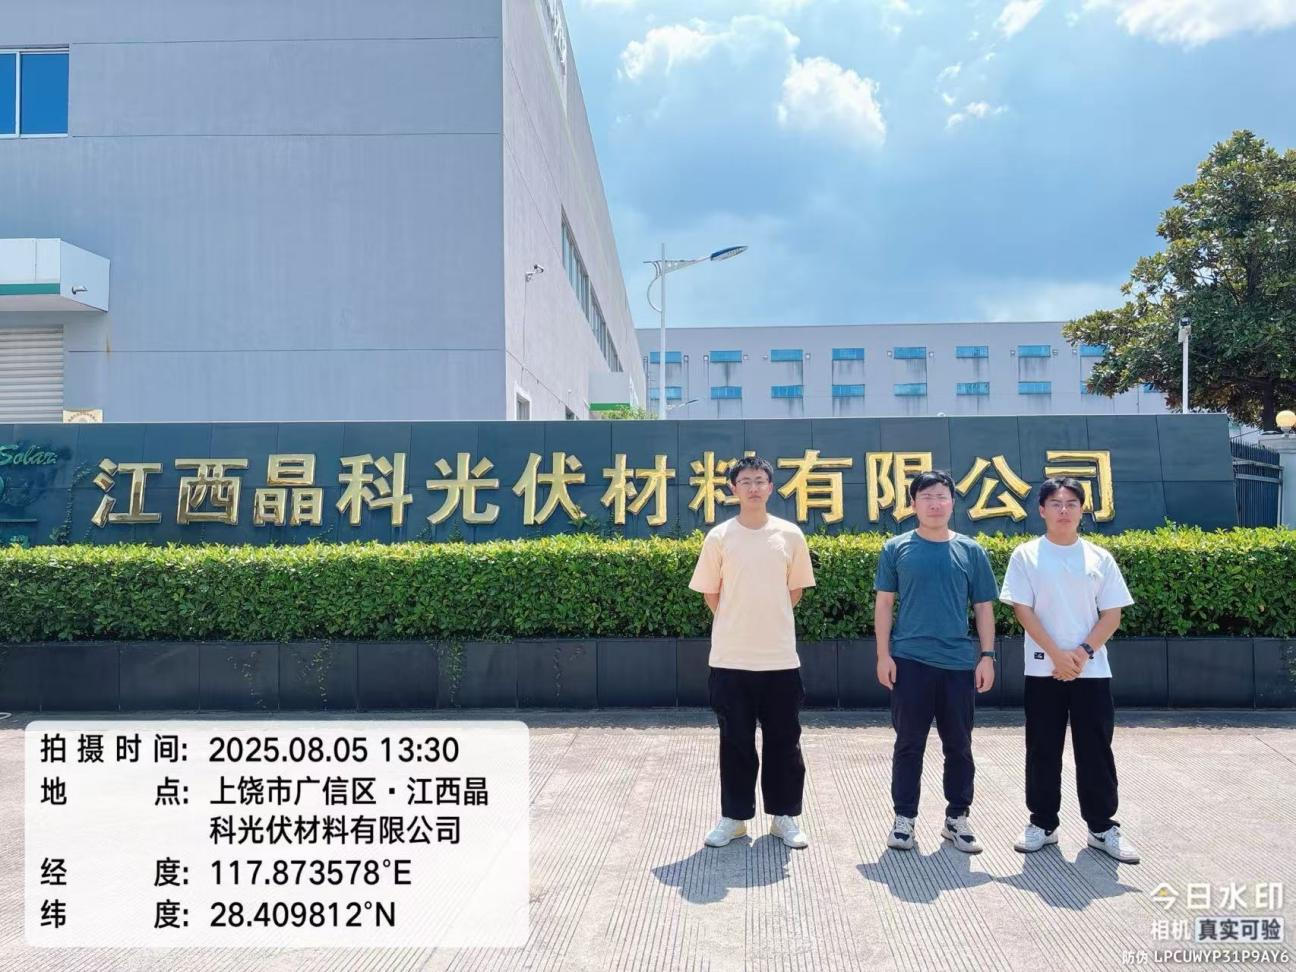 Solar
江西晶科光伏材料有限公司
拍摄时间: 2025.08.05 13:30
地点: 上饶市广信区·江西晶
科光伏材料有限公司
经度: 117.873578°E
纬度: 28.409812°N
今日水印
相机 真实可验
防伪 LPCUWYP31P9AY6